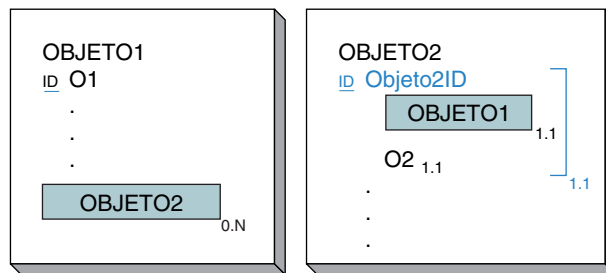 OBJETO1
ID O1
.
.
.
OBJETO2
0.N
OBJETO2
ID Objeto2ID
OBJETO1
1.1
O2 1.1
1.1
.
.
.